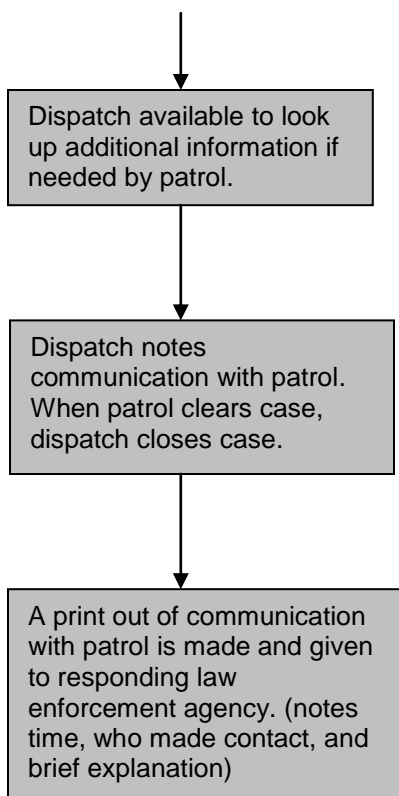 Dispatch available to look
up additional information if
needed by patrol.
Dispatch notes
communication with patrol.
When patrol clears case,
dispatch closes case.
A print out of communication
with patrol is made and given
to responding law
enforcement agency. (notes
time, who made contact, and
brief explanation)